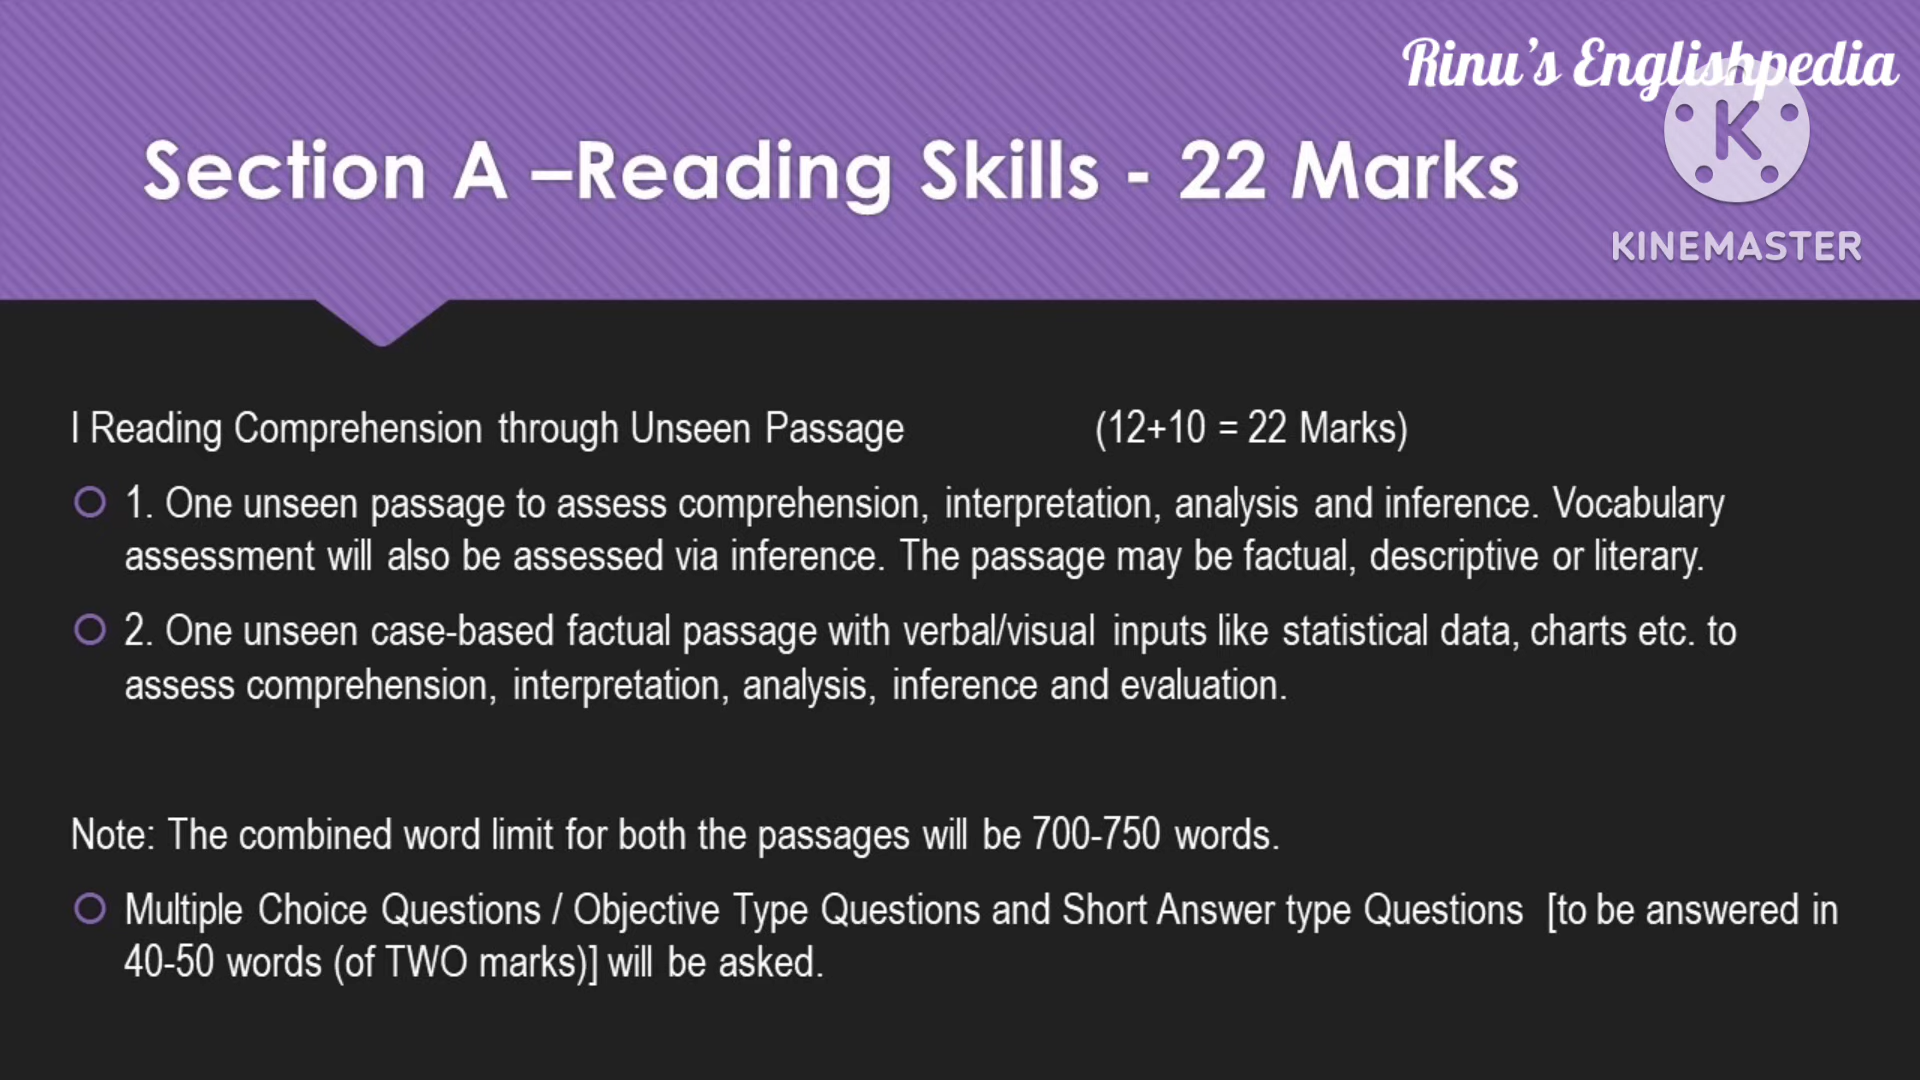 Rinu's Englishpedia
Section A –Reading Skills - 22 Marks
K
KINEMASTER
I Reading Comprehension through Unseen Passage (12+10 = 22 Marks)
1. One unseen passage to assess comprehension, interpretation, analysis and inference. Vocabulary
assessment will also be assessed via inference. The passage may be factual, descriptive or literary.
2. One unseen case-based factual passage with verbal/visual inputs like statistical data, charts etc. to
assess comprehension, interpretation, analysis, inference and evaluation.
Note: The combined word limit for both the passages will be 700-750 words.
Multiple Choice Questions / Objective Type Questions and Short Answer type Questions [to be answered in
40-50 words (of TWO marks)] will be asked.